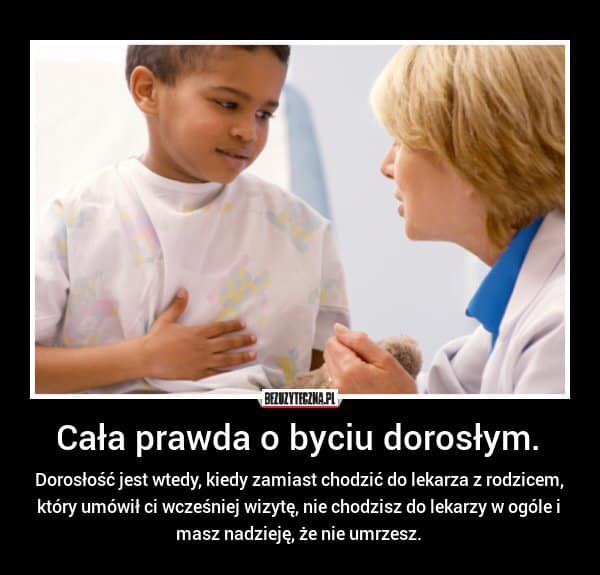 BEZUZYTECZNA.PL
Cała prawda o byciu dorosłym.
Dorosłość jest wtedy, kiedy zamiast chodzić do lekarza z rodzicem,
który umówił ci wcześniej wizytę, nie chodzisz do lekarzy w ogóle i
masz nadzieję, że nie umrzesz.